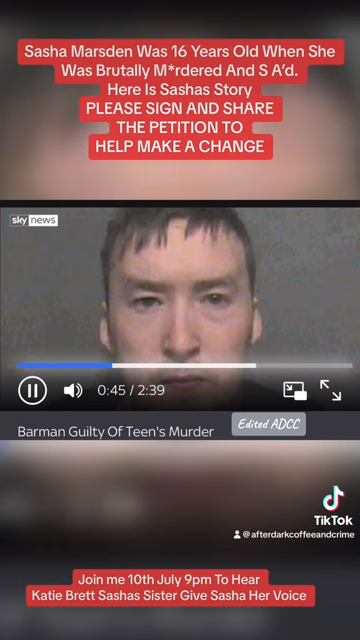 Sasha Marsden Was 16 Years Old When She
Was Brutally M*rdered And S A’d.
Here Is Sashas Story
PLEASE SIGN AND SHARE
THE PETITION TO
HELP MAKE A CHANGE
sky news
0:45 / 2:39
Barman Guilty Of Teen's Murder
Edited ADCC
TikTok
@afterdarkcoffeeandcrime
Join me 10th July 9pm To Hear
Katie Brett Sashas Sister Give Sasha Her Voice